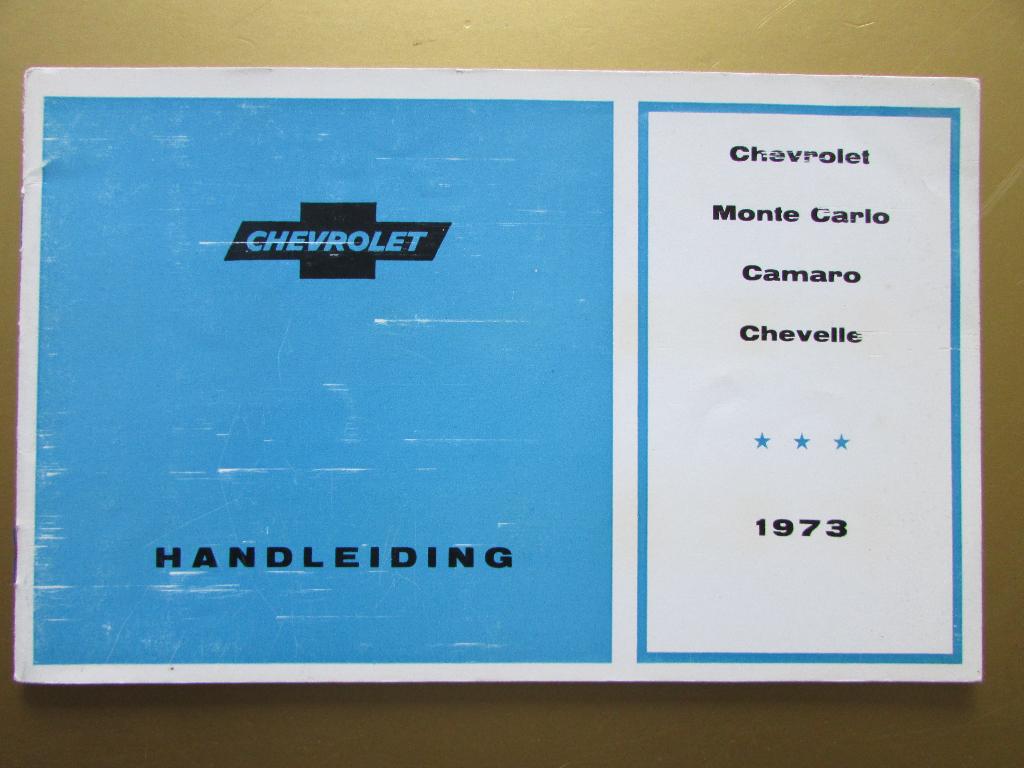 CHEVROLET
HANDLEIDING
Chevrolet
Monte Carlo
Camaro
Chevelle
1973